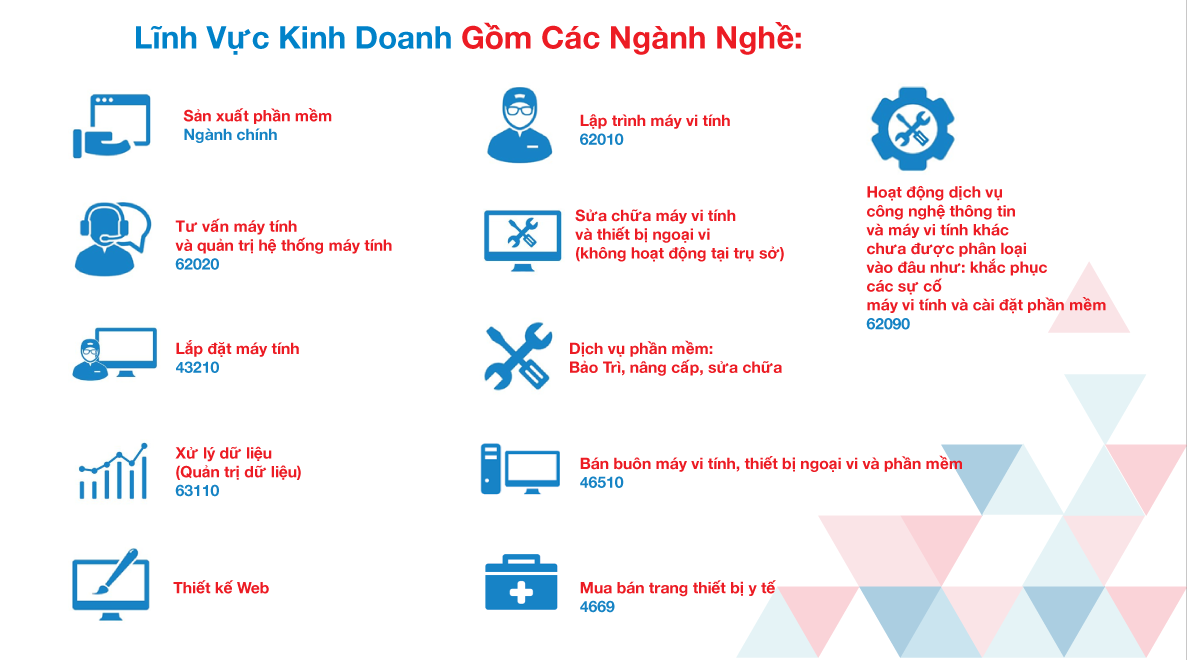 Lĩnh Vực Kinh Doanh Gồm Các Ngành Nghề:
Sản xuất phần mềm
Ngành chính
Tư vấn máy tính
và quản trị hệ thống máy tính
62020
Lắp đặt máy tính
43210
Xử lý dữ liệu
(Quản trị dữ liệu)
63110
Thiết kế Web
Lập trình máy vi tính
62010
Sửa chữa máy vi tính
và thiết bị ngoại vi
(không hoạt động tại trụ sở)
Dịch vụ phần mềm:
Bảo Trì, nâng cấp, sửa chữa
Bán buôn máy vi tính, thiết bị ngoại vi và phần mềm
46510
Mua bán trang thiết bị y tế
4669
Hoạt động dịch vụ
công nghệ thông tin
và máy vi tính khác
chưa được phân loại
vào đâu như: khắc phục
các sự cố
máy vi tính và cài đặt phần mềm
62090